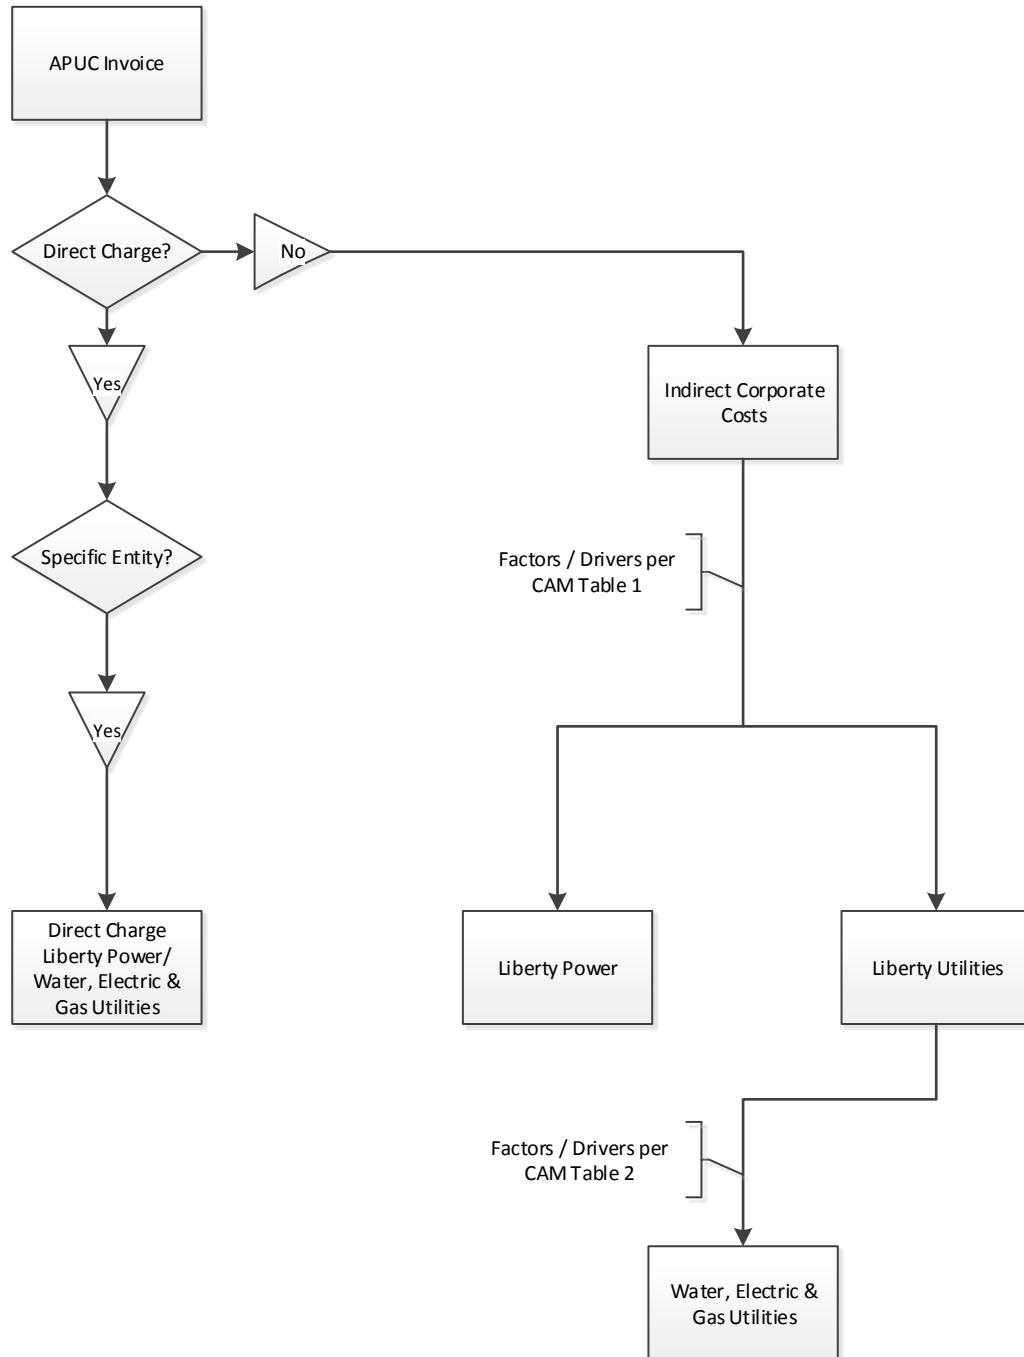 APUC Invoice
Direct Charge?
No
Yes
Indirect Corporate
Costs
Specific Entity?
Factors / Drivers per
CAM Table 1
Yes
Direct Charge
Liberty Power/
Water, Electric &
Gas Utilities
Liberty Power
Liberty Utilities
Factors / Drivers per
CAM Table 2
Water, Electric &
Gas Utilities